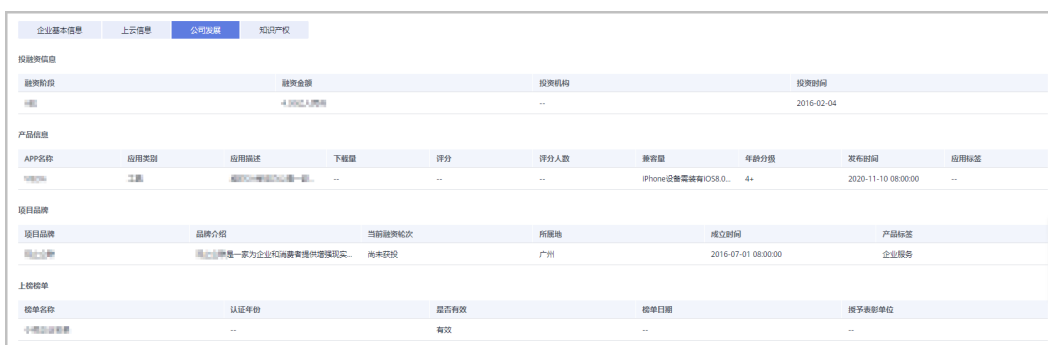 企业基本信息 上云信息 公司发展 知识产权
投融资信息
融资阶段 融资金额 投资机构 投资时间
-- 2016-02-04
产品信息
APP名称 应用类别 应用描述 下载量 评分 评分人数 兼容量 年龄分级 发布时间 应用标签
-- -- -- iPhone设备需装有iOS8.0... 4+ 2020-11-10 08:00:00 --
项目品牌
项目品牌 品牌介绍 当前融资轮次 所属地 成立时间 产品标签
是一家为企业和消费者提供增强现实... 尚未获投 广州 2016-07-01 08:00:00 企业服务
上榜榜单
榜单名称 认证年份 是否有效 榜单日期 授予表彰单位
-- 有效 -- --